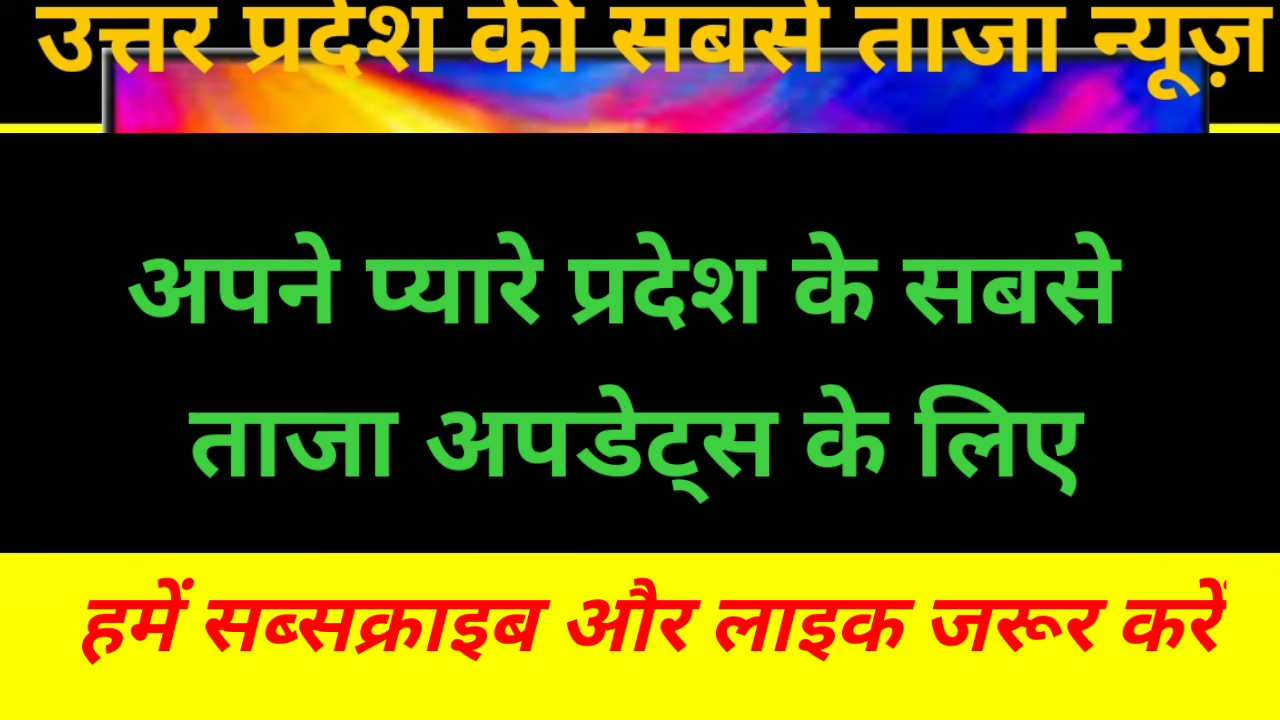 उत्तर प्रदेश की सबसे ताजा न्यूज़
अपने प्यारे प्रदेश के सबसे
ताजा अपडेट्स के लिए
हमें सब्सक्राइब और लाइक जरूर करें